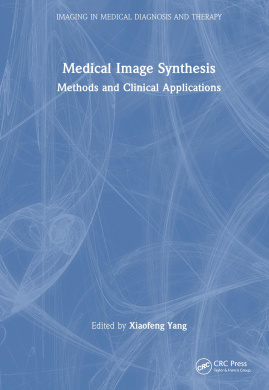 IMAGING IN MEDICAL DIAGNOSIS AND THERAPY
Medical Image Synthesis
Methods and Clinical Applications
Edited by Xiaofeng Yang
CRC
CRC Press
Taylor & Francis Group